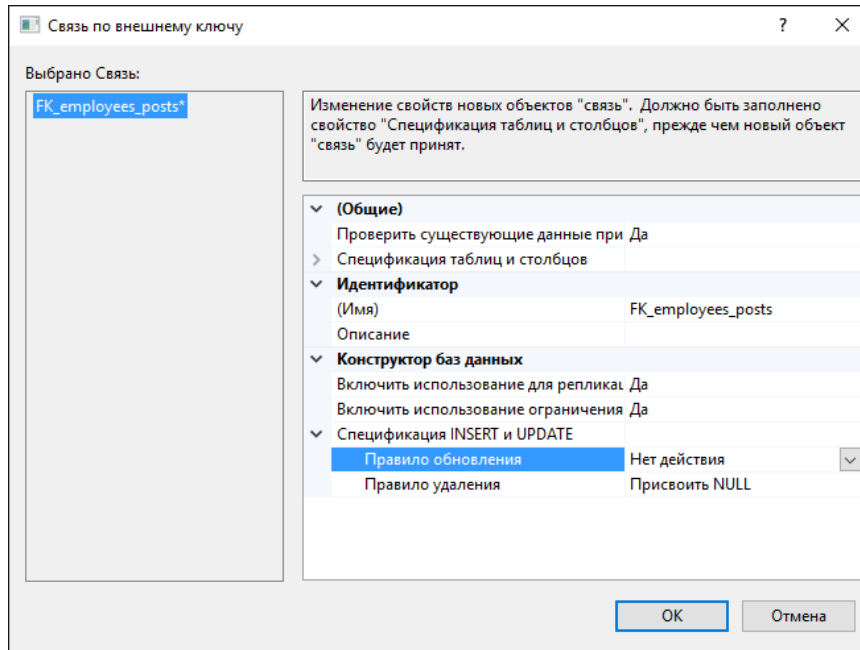 Связь по внешнему ключу
?
Выбрано Связь:
FK_employees_posts*
Изменение свойств новых объектов "связь". Должно быть заполнено
свойство "Спецификация таблиц и столбцов", прежде чем новый объект
"связь" будет принят.
(Общие)
Проверить существующие данные при Да
Спецификация таблиц и столбцов
Идентификатор
(Имя) FK_employees_posts
Описание
Конструктор баз данных
Включить использование для репликац Да
Включить использование ограничения Да
Спецификация INSERT и UPDATE
Правило обновления Нет действия
Правило удаления Присвоить NULL
ОК Отмена